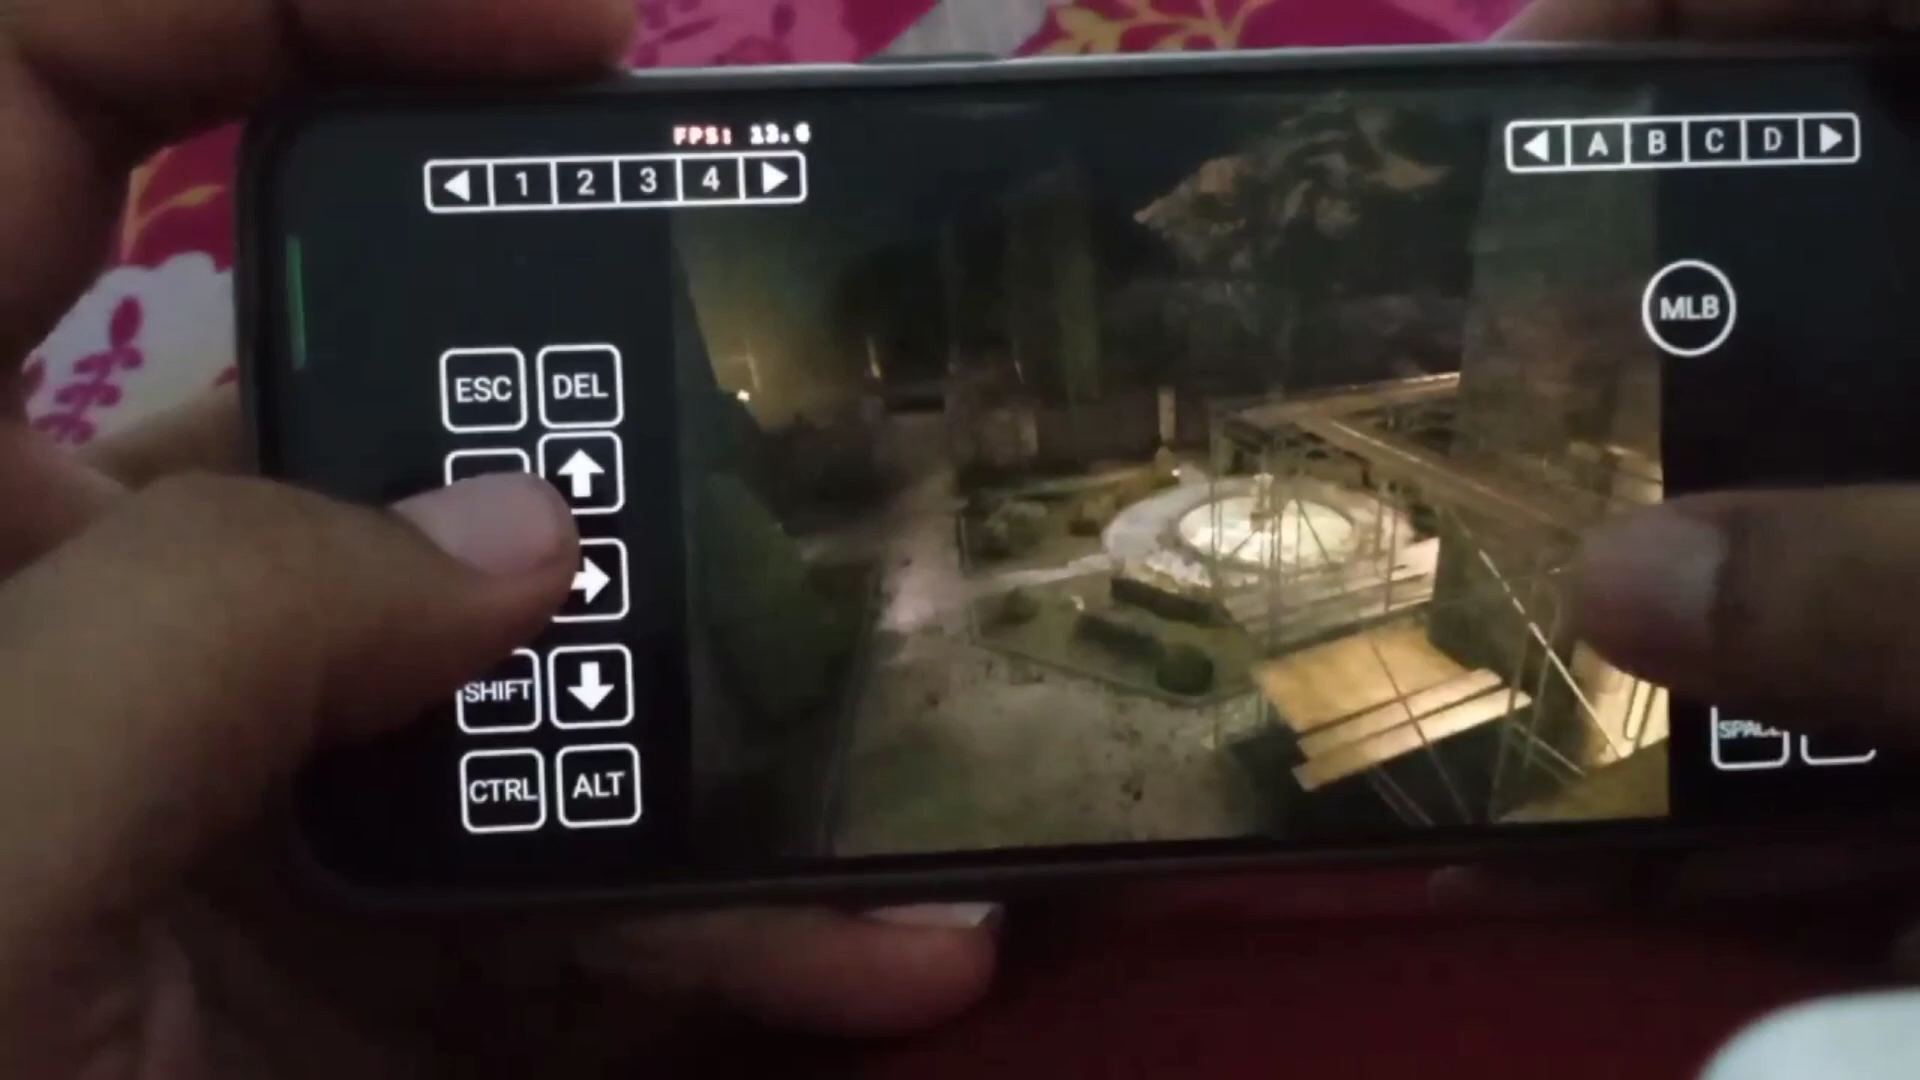 FPS: 13.6
1 2 3 4
A B C D
MLB
ESC DEL
SHIFT
CTRL ALT